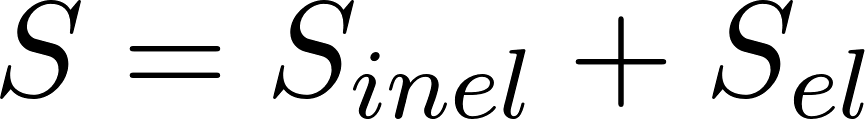 S = S_{inel} + S_{el}